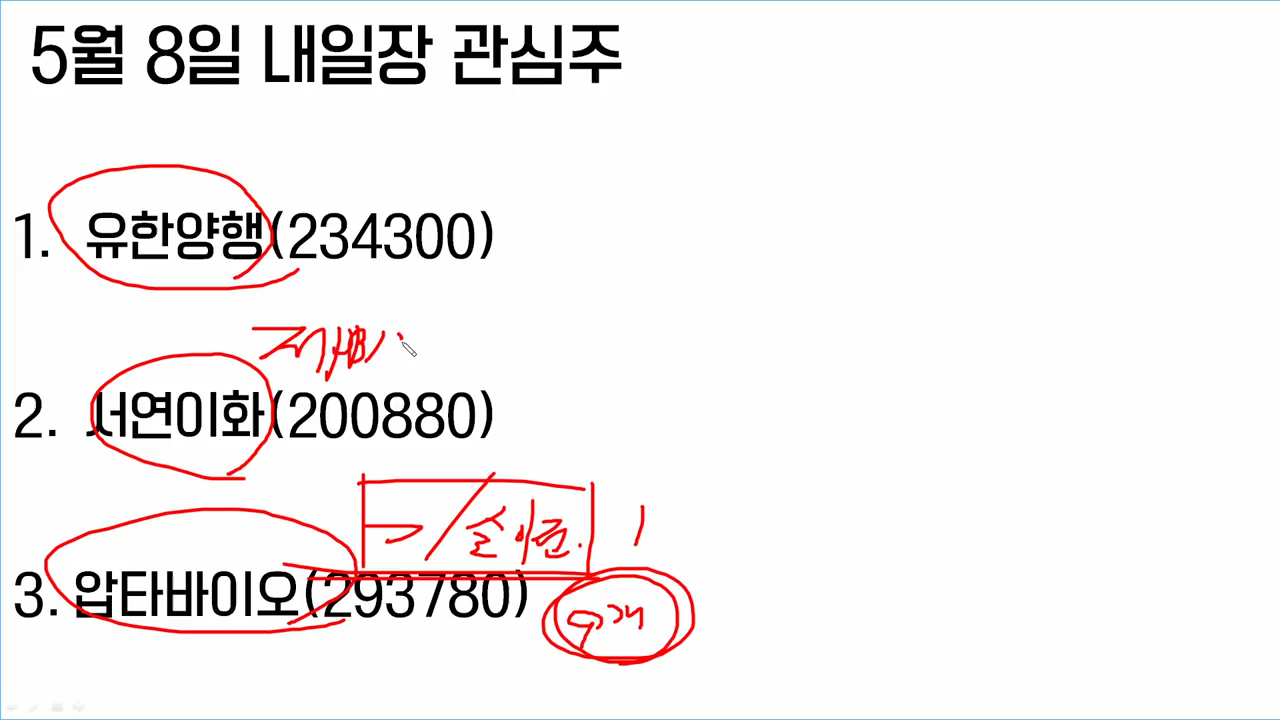 5월 8일 내일장 관심주
1. 유한양행(234300)
2. 서연이화(200880)
3. 압타바이오(293780)